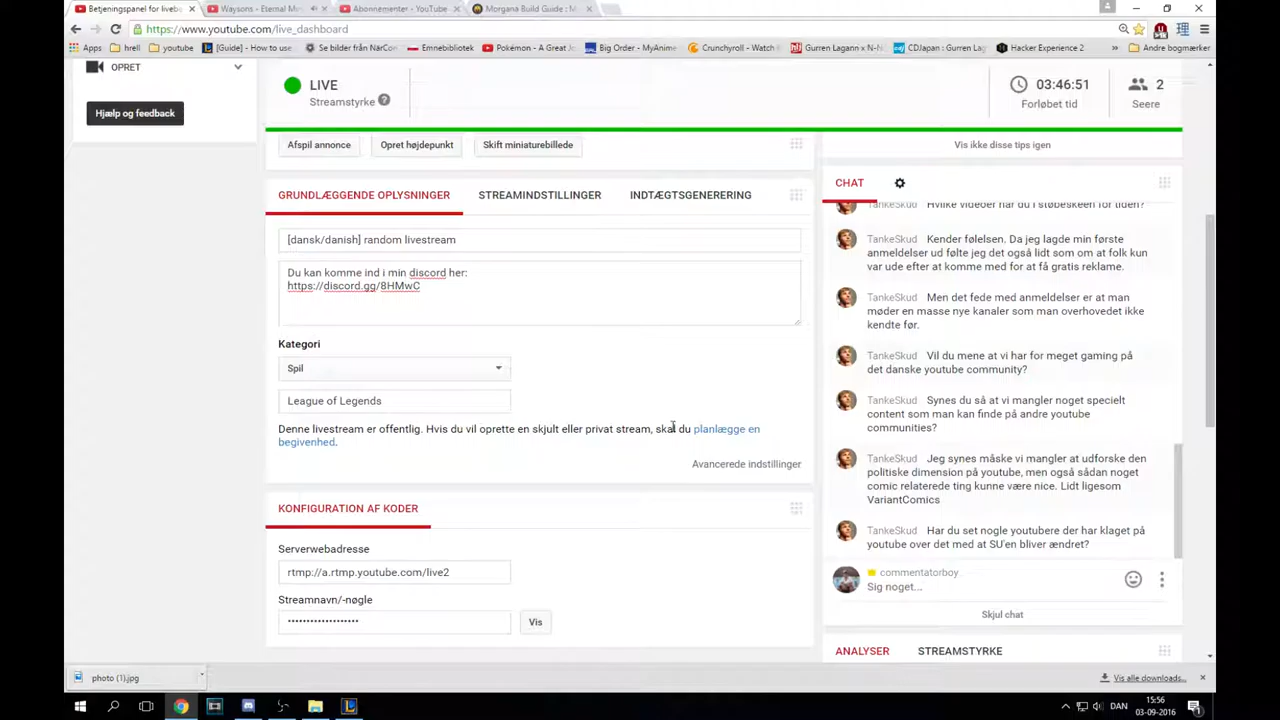 Betjeningspanel for livebe
Waysons - Eternal Mi
Abonnementer - YouTube
Morgana Build Guide : M
https://www.youtube.com/live_dashboard
Apps
hrell
youtube
[Guide] - How to use
Se bilder från NärCon
Emnebibliotek
Pokémon - A Great Jo
Big Order - MyAnime
Crunchyroll - Watch
Gurren Lagann x N-hi
CDJapan : Gurren Lag
Hacker Experience 2
»
Andre bogmærker
OPRET
Hjælp og feedback
LIVE
Streamstyrke
03:46:51
Forløbet tid
2
Seere
Afspil annonce
Opret højdepunkt
Skift miniaturebillede
Vis ikke disse tips igen
GRUNDLÆGGENDE OPLYSNINGER
STREAMINDSTILLINGER
INDTÆGTSGENERERING
[dansk/danish] random livestream
Du kan komme ind i min discord her:
https://discord.gg/8HMwC
Kategori
Spil
League of Legends
Denne livestream er offentlig. Hvis du vil oprette en skjult eller privat stream, skal du planlægge en
begivenhed.
Avancerede indstillinger
KONFIGURATION AF KODER
Serverwebadresse
rtmp://a.rtmp.youtube.com/live2
Streamnavn/-nøgle
Vis
CHAT
TankeSkud Hvilke videoer har du i støbeskeen for tiden?
TankeSkud Kender følelsen. Da jeg lagde min første
anmeldelser ud følte jeg det også lidt som om at folk kun
var ude efter at komme med for at få gratis reklame.
TankeSkud Men det fede med anmeldelser er at man
møder en masse nye kanaler som man overhovedet ikke
kendte før.
TankeSkud Vil du mene at vi har for meget gaming på
det danske youtube community?
TankeSkud Synes du så at vi mangler noget specielt
content som man kan finde på andre youtube
communities?
TankeSkud Jeg synes måske vi mangler at udforske den
politiske dimension på youtube, men også sådan noget
comic relaterede ting kunne være nice. Lidt ligesom
VariantComics
TankeSkud Har du set nogle youtubere der har klaget på
youtube over det med at SU'en bliver ændret?
commentatorboy
Sig noget...
Skjul chat
ANALYSER
STREAMSTYRKE
photo (1).jpg
Vis alle downloads...
DAN
15:56
03-09-2016